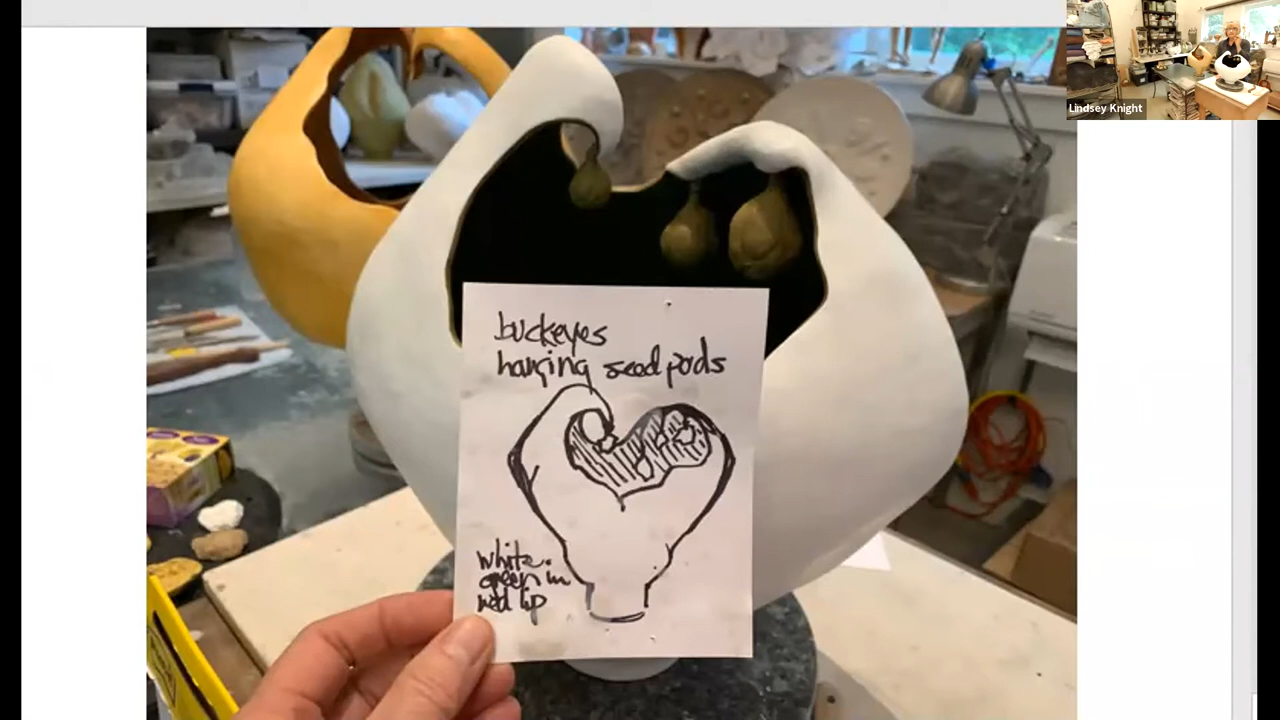 buckeyes
hanging seed pods
white.
green in
red lip
Lindsey Knight